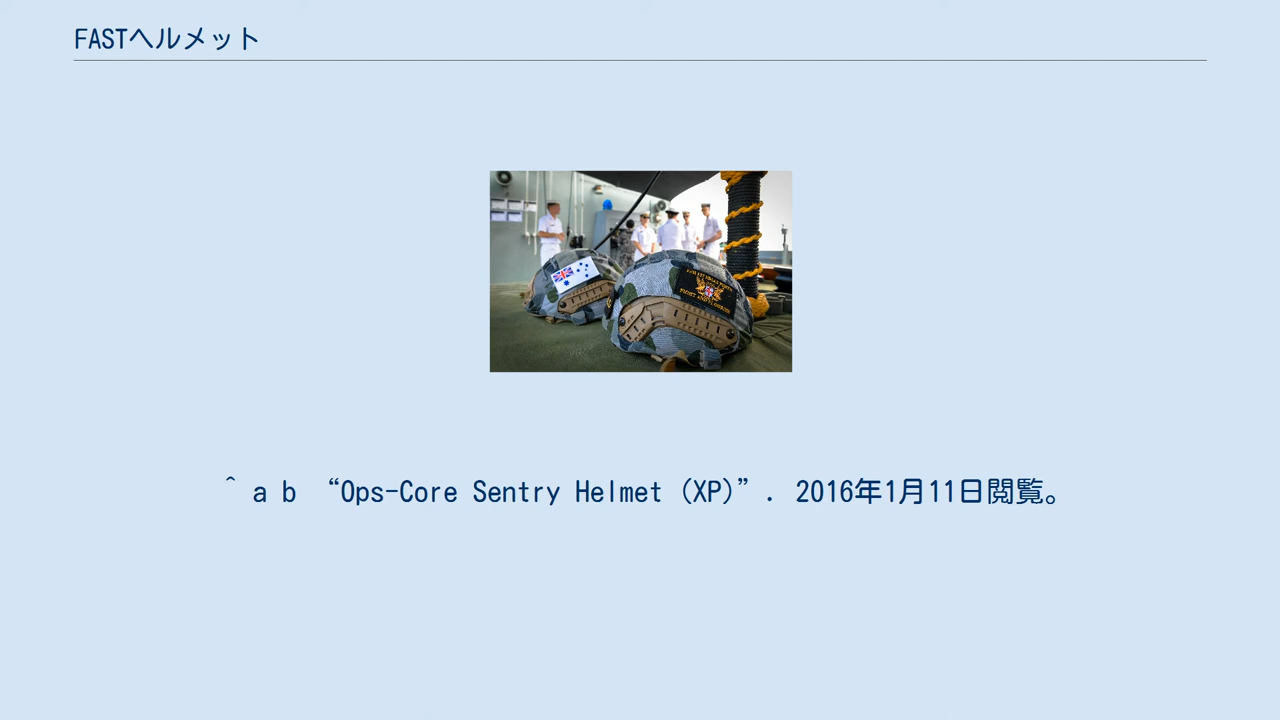 FASTヘルメット
^ a b “Ops-Core Sentry Helmet (XP)”. 2016年1月11日閲覧。